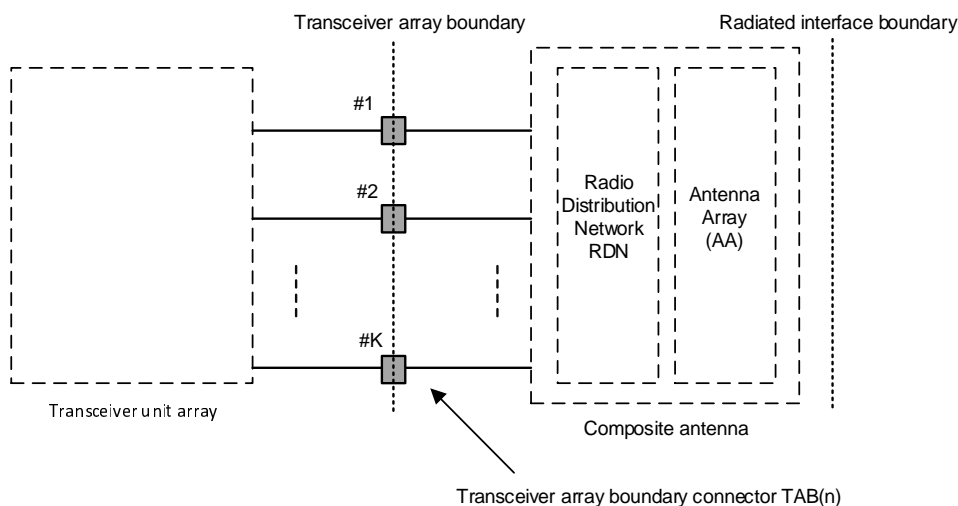 Transceiver array boundary
Radiated interface boundary
#1
#2
#K
Radio
Distribution
Network
RDN
Antenna
Array
(AA)
Transceiver unit array
Composite antenna
Transceiver array boundary connector TAB(n)